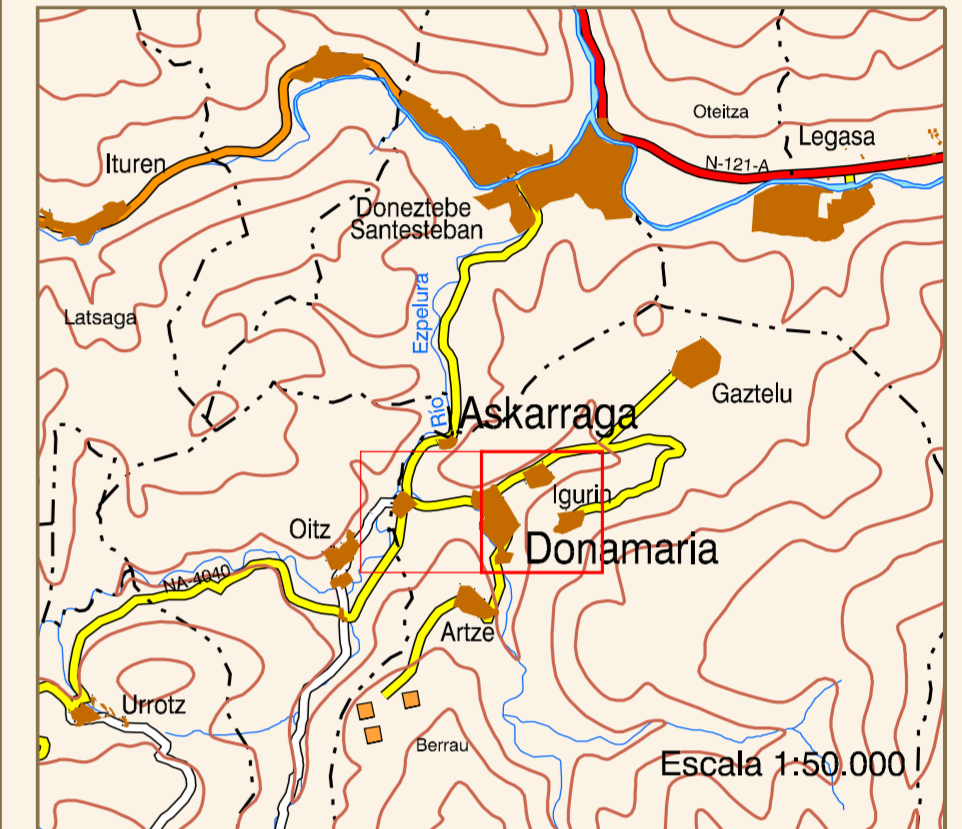 Oteitza
Legasa
Ituren
N-121-A
Doneztebe
Santesteban
Latsaga
Ezpelura
Río
Gaztelu
Askarraga
Igurin
Oitz
Donamaria
NA-4040
Artze
Urrotz
Berrau
Escala 1:50.000